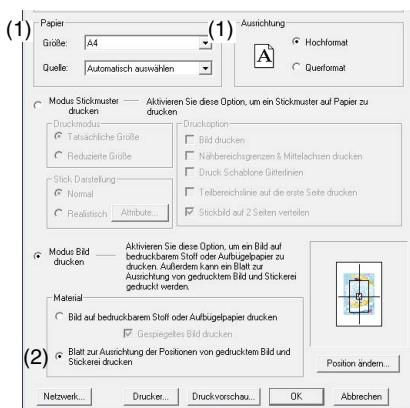 (1) Papier
Größe: A4
Quelle: Automatisch auswählen
(1) Ausrichtung
A
Hochformat
Querformat
Modus Stickmuster drucken
Aktivieren Sie diese Option, um ein Stickmuster auf Papier zu
drucken
Druckmodus
Tatsächliche Größe
Reduzierte Größe
Stick Darstellung
Normal
Realistisch Attribute...
Druckoption
Bild drucken
Nähbereichsgrenzen & Mittelachsen drucken
Druck Schablone Gitterlinien
Teilbereichslinie auf die erste Seite drucken
Stickbild auf 2 Seiten verteilen
Modus Bild
drucken
Aktivieren Sie diese Option, um ein Bild auf
bedruckbarem Stoff oder Aufbügelpapier zu
drucken. Außerdem kann ein Blatt zur
Ausrichtung von gedrucktem Bild und Stickerei
gedruckt werden.
Material
Bild auf bedruckbarem Stoff oder Aufbügelpapier drucken
Gespiegeltes Bild drucken
(2) Blatt zur Ausrichtung der Positionen von gedrucktem Bild und
Stickerei drucken
Position ändern...
Netzwerk... Drucker... Druckvorschau... OK Abbrechen